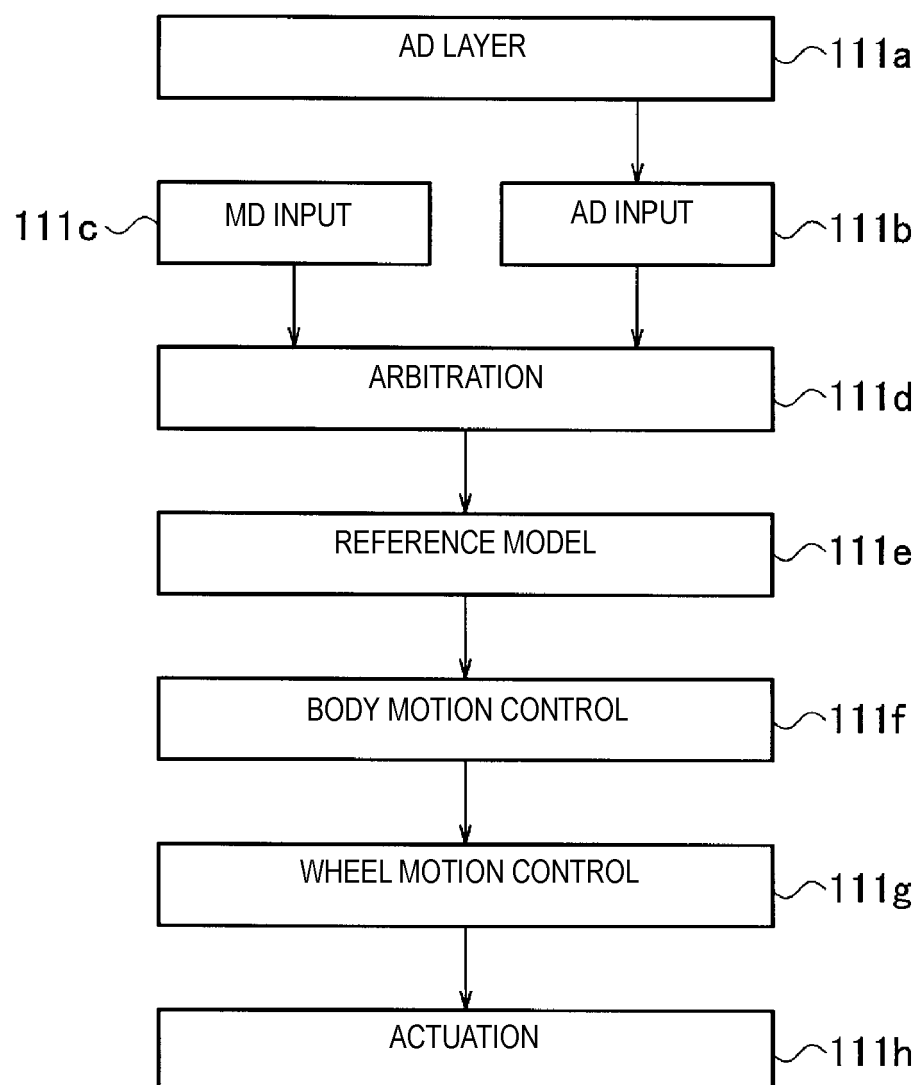 AD LAYER
111a
111c
MD INPUT
AD INPUT
111b
ARBITRATION
111d
REFERENCE MODEL
111e
BODY MOTION CONTROL
111f
WHEEL MOTION CONTROL
111g
ACTUATION
111h